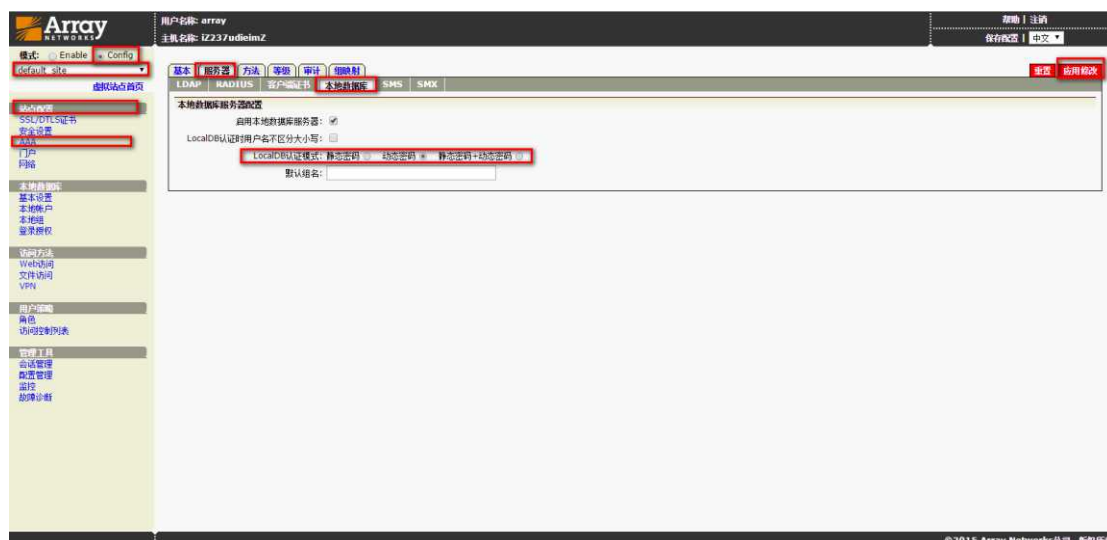 Array
NETWORKS
用户名称: array
主机名称: iZ237udieimZ
帮助 | 注销
保存配置 | 中文
模式: Enable Config
default_site
虚拟站点首页
站点配置
SSL/DTLS证书
安全设置
AAA
门户
网络
本地数据库
基本设置
本地帐户
本地组
登录授权
访问方法
Web访问
文件访问
VPN
用户策略
角色
访问控制列表
管理工具
会话管理
配置管理
监控
故障诊断
基本 服务器 方法 等级 审计 组映射
重置 应用修改
LDAP RADIUS 客户端证书 本地数据库 SMS SMX
本地数据库服务器配置
启用本地数据库服务器:
LocalDB认证时用户名不区分大小写:
LocalDB认证模式: 静态密码 动态密码 静态密码+动态密码
默认组名:
©2015 Array Networks公司